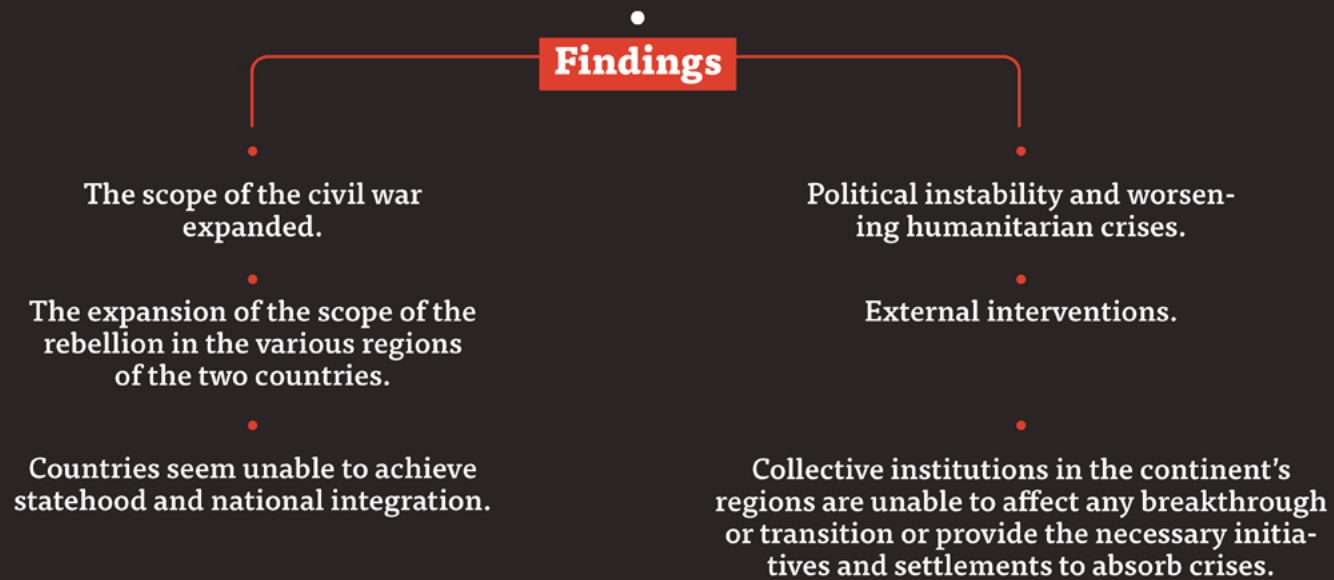 Findings
The scope of the civil war
expanded.
The expansion of the scope of the
rebellion in the various regions
of the two countries.
Countries seem unable to achieve
statehood and national integration.
Political instability and worsen-
ing humanitarian crises.
External interventions.
Collective institutions in the continent’s
regions are unable to affect any breakthrough
or transition or provide the necessary initia-
tives and settlements to absorb crises.